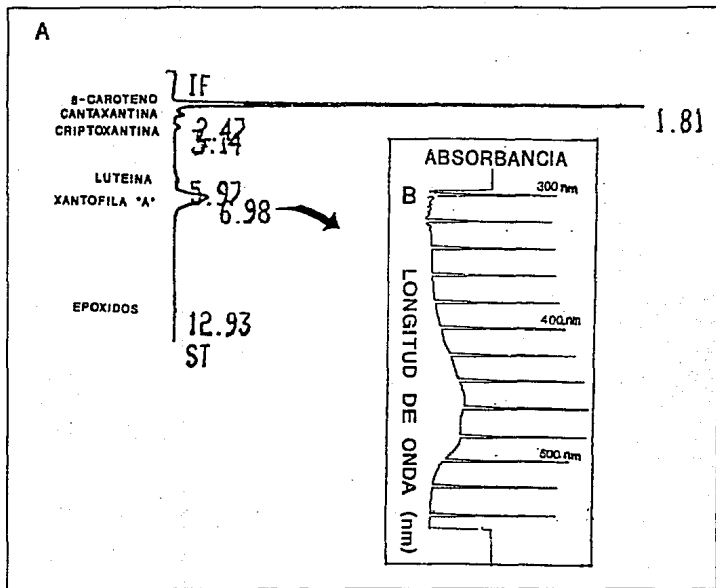 A
IF
β-CAROTENO
CANTAXANTINA
CRIPTOXANTINA
1.81
2.47
3.14
LUTEINA
XANTOFILA "A"
5.97
6.98
EPOXIDOS
12.93
ST
ABSORBANCIA
B
300 nm
400 nm
500 nm
LONGITUD DE ONDA (nm)